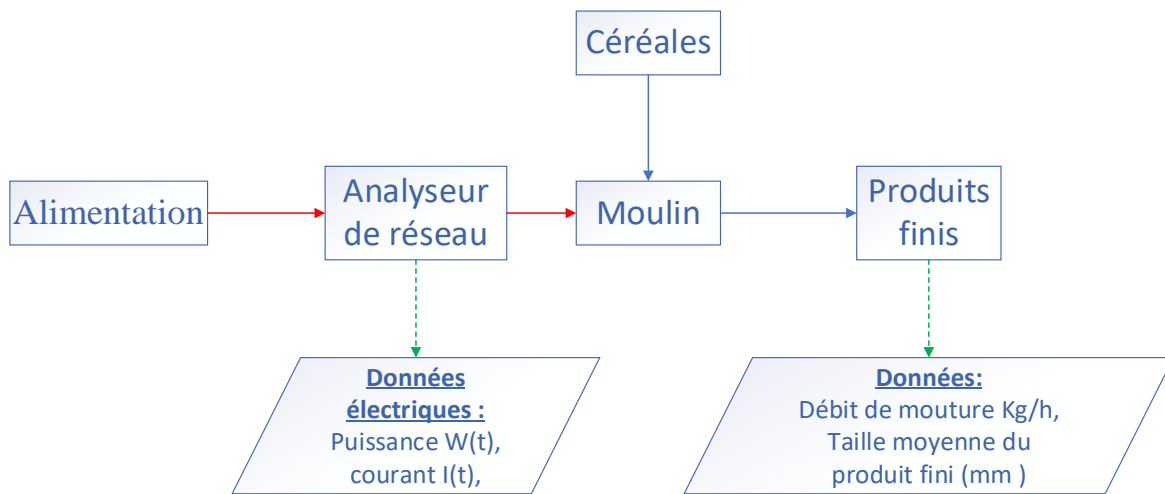 Céréales
Alimentation
Analyseur
de réseau
Moulin
Produits
finis
Données
électriques :
Puissance W(t),
courant I(t),
Données:
Débit de mouture Kg/h,
Taille moyenne du
produit fini (mm )